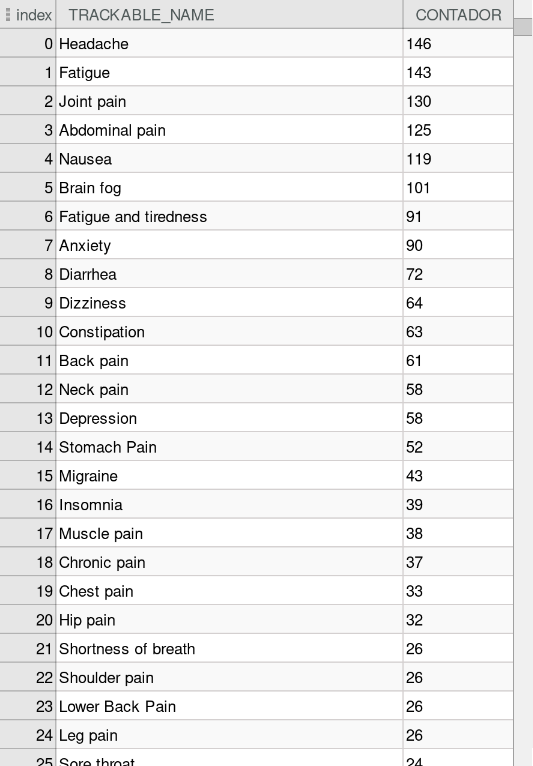 index TRACKABLE_NAME CONTADOR
0 Headache 146
1 Fatigue 143
2 Joint pain 130
3 Abdominal pain 125
4 Nausea 119
5 Brain fog 101
6 Fatigue and tiredness 91
7 Anxiety 90
8 Diarrhea 72
9 Dizziness 64
10 Constipation 63
11 Back pain 61
12 Neck pain 58
13 Depression 58
14 Stomach Pain 52
15 Migraine 43
16 Insomnia 39
17 Muscle pain 38
18 Chronic pain 37
19 Chest pain 33
20 Hip pain 32
21 Shortness of breath 26
22 Shoulder pain 26
23 Lower Back Pain 26
24 Leg pain 26
25 Sore throat 24